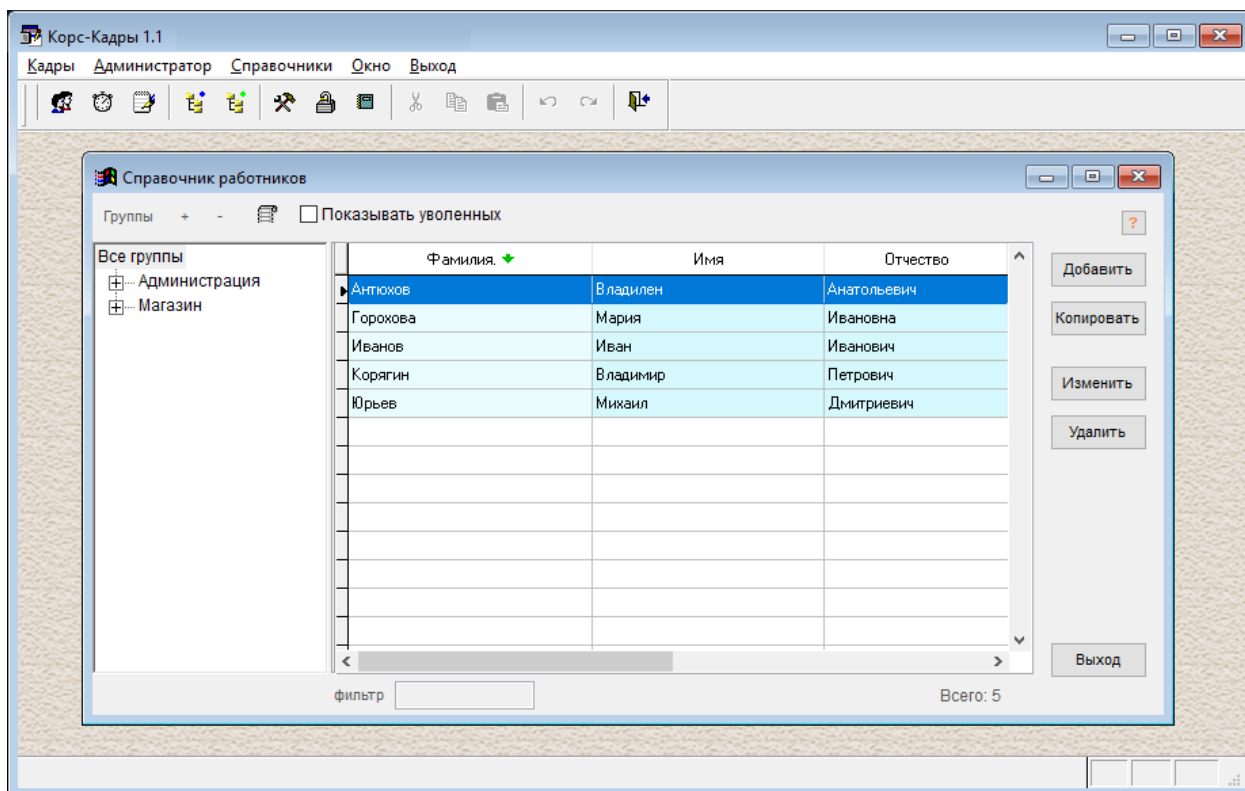 Корс-Кадры 1.1
Кадры Администратор Справочники Окно Выход
Справочник работников
Группы + - Показывать уволенных ?
Все группы
Администрация
Магазин
Фамилия. Имя Отчество
Антюхов Владилен Анатольевич
Горохова Мария Ивановна
Иванов Иван Иванович
Корягин Владимир Петрович
Юрьев Михаил Дмитриевич
Добавить
Копировать
Изменить
Удалить
Выход
фильтр Всего: 5